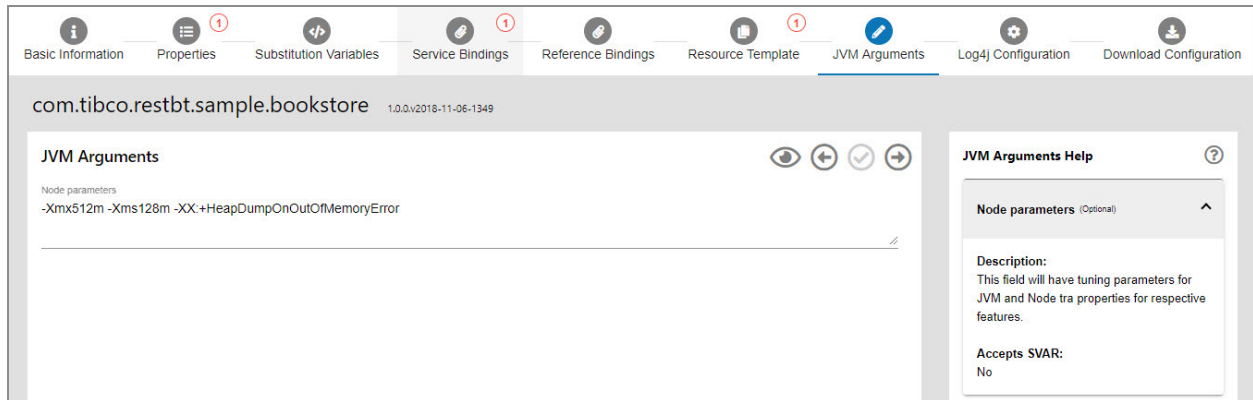 1 1 1
Basic Information Properties Substitution Variables Service Bindings Reference Bindings Resource Template JVM Arguments Log4j Configuration Download Configuration
com.tibco.restbt.sample.bookstore 1.0.0.v2018-11-06-1349
JVM Arguments
Node parameters
-Xmx512m -Xms128m -XX:+HeapDumpOnOutOfMemoryError
JVM Arguments Help
Node parameters (Optional)
Description:
This field will have tuning parameters for
JVM and Node tra properties for respective
features.
Accepts SVAR:
No